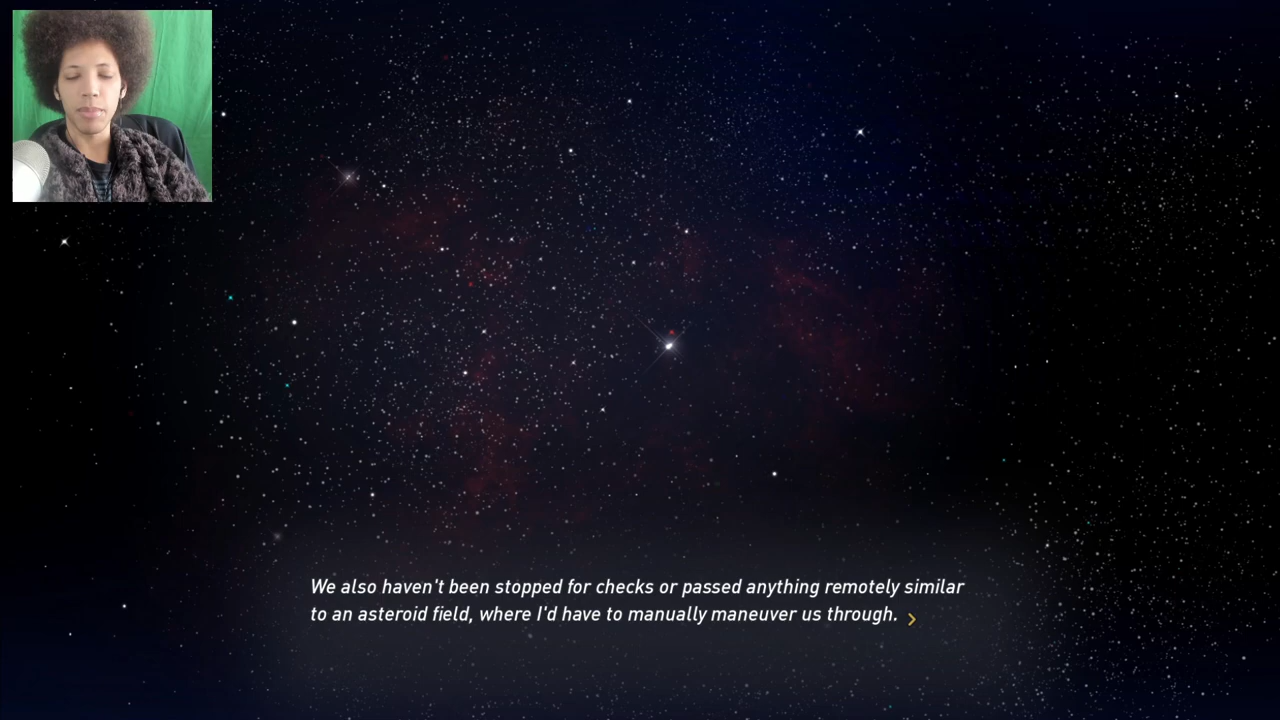 We also haven't been stopped for checks or passed anything remotely similar
to an asteroid field, where I'd have to manually maneuver us through.